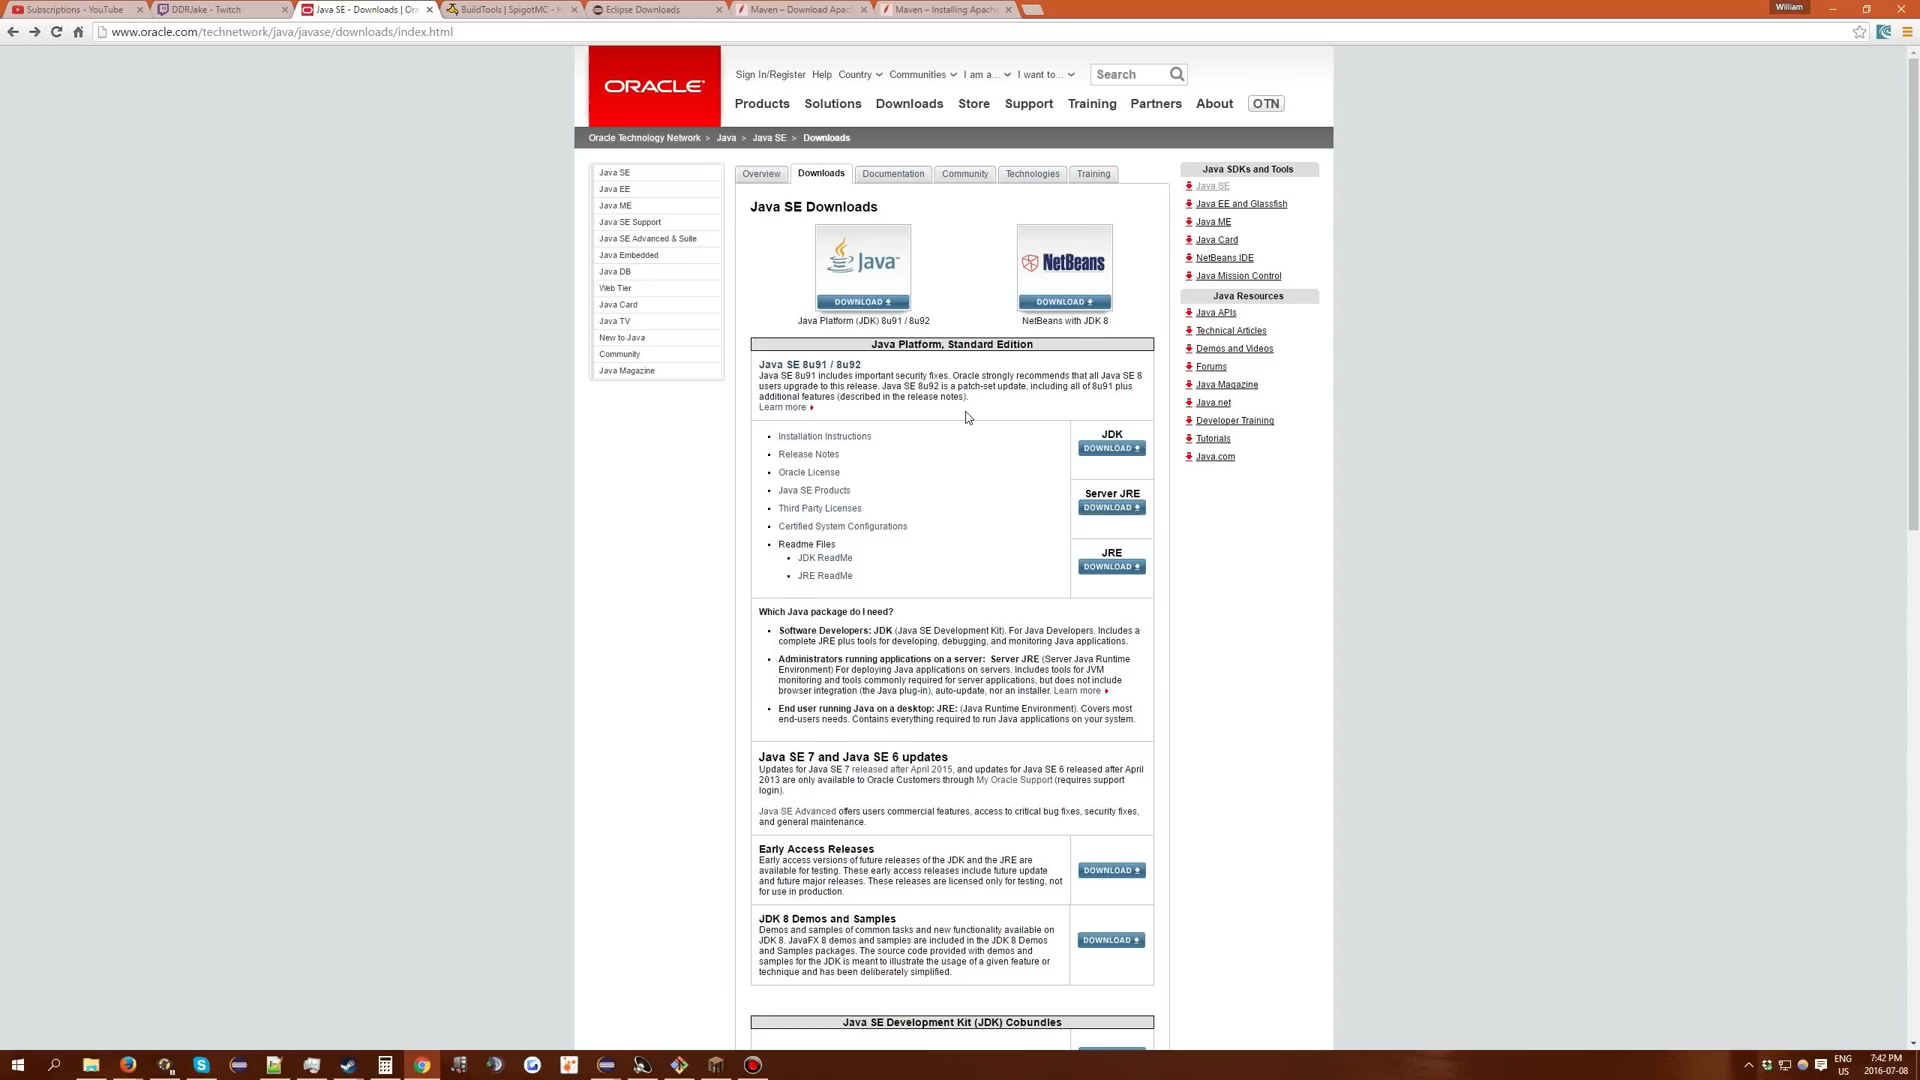 Subscriptions - YouTube
DDRJake - Twitch
Java SE - Downloads | Ora
BuildTools | SpigotMC - H
Eclipse Downloads
Maven – Download Apac
Maven – Installing Apache
William
www.oracle.com/technetwork/java/javase/downloads/index.html
ORACLE
Sign In/Register Help Country Communities I am a... I want to... Search
Products Solutions Downloads Store Support Training Partners About OTN
Oracle Technology Network > Java > Java SE > Downloads
Java SE
Java EE
Java ME
Java SE Support
Java SE Advanced & Suite
Java Embedded
Java DB
Web Tier
Java Card
Java TV
New to Java
Community
Java Magazine
Overview Downloads Documentation Community Technologies Training
Java SE Downloads
Java
DOWNLOAD
Java Platform (JDK) 8u91 / 8u92
NetBeans
DOWNLOAD
NetBeans with JDK 8
Java Platform, Standard Edition
Java SE 8u91 / 8u92
Java SE 8u91 includes important security fixes. Oracle strongly recommends that all Java SE 8
users upgrade to this release. Java SE 8u92 is a patch-set update, including all of 8u91 plus
additional features (described in the release notes).
Learn more
Installation Instructions
Release Notes
Oracle License
Java SE Products
Third Party Licenses
Certified System Configurations
Readme Files
JDK ReadMe
JRE ReadMe
JDK
DOWNLOAD
Server JRE
DOWNLOAD
JRE
DOWNLOAD
Which Java package do I need?
Software Developers: JDK (Java SE Development Kit). For Java Developers. Includes a
complete JRE plus tools for developing, debugging, and monitoring Java applications.
Administrators running applications on a server: Server JRE (Server Java Runtime
Environment) For deploying Java applications on servers. Includes tools for JVM
monitoring and tools commonly required for server applications, but does not include
browser integration (the Java plug-in), auto-update, nor an installer. Learn more
End user running Java on a desktop: JRE: (Java Runtime Environment). Covers most
end-users needs. Contains everything required to run Java applications on your system.
Java SE 7 and Java SE 6 updates
Updates for Java SE 7 released after April 2015, and updates for Java SE 6 released after April
2013 are only available to Oracle Customers through My Oracle Support (requires support
login).
Java SE Advanced offers users commercial features, access to critical bug fixes, security fixes,
and general maintenance.
Early Access Releases
Early access versions of future releases of the JDK and the JRE are
available for testing. These early access releases include future update
and future major releases. These releases are licensed only for testing, not
for use in production.
DOWNLOAD
JDK 8 Demos and Samples
Demos and samples of common tasks and new functionality available on
JDK 8. JavaFX 8 demos and samples are included in the JDK 8 Demos
and Samples packages. The source code provided with demos and
samples for the JDK is meant to illustrate the usage of a given feature or
technique and has been deliberately simplified.
DOWNLOAD
Java SE Development Kit (JDK) Cobundles
Java SDKs and Tools
Java SE
Java EE and Glassfish
Java ME
Java Card
NetBeans IDE
Java Mission Control
Java Resources
Java APIs
Technical Articles
Demos and Videos
Forums
Java Magazine
Java.net
Developer Training
Tutorials
Java.com
ENG
US
7:42 PM
2016-07-08